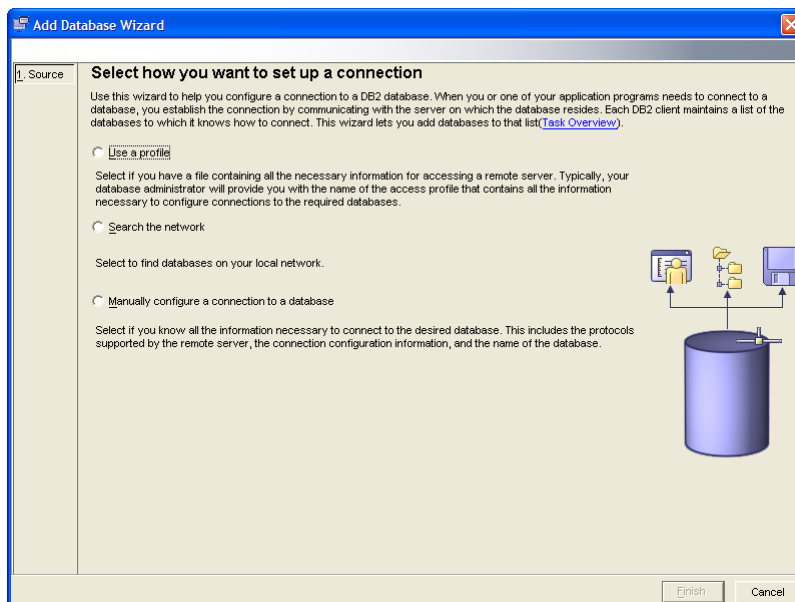 Add Database Wizard
1. Source
Select how you want to set up a connection
Use this wizard to help you configure a connection to a DB2 database. When you or one of your application programs needs to connect to a
database, you establish the connection by communicating with the server on which the database resides. Each DB2 client maintains a list of the
databases to which it knows how to connect. This wizard lets you add databases to that list(Task Overview).
Use a profile
Select if you have a file containing all the necessary information for accessing a remote server. Typically, your
database administrator will provide you with the name of the access profile that contains all the information
necessary to configure connections to the required databases.
Search the network
Select to find databases on your local network.
Manually configure a connection to a database
Select if you know all the information necessary to connect to the desired database. This includes the protocols
supported by the remote server, the connection configuration information, and the name of the database.
Finish
Cancel